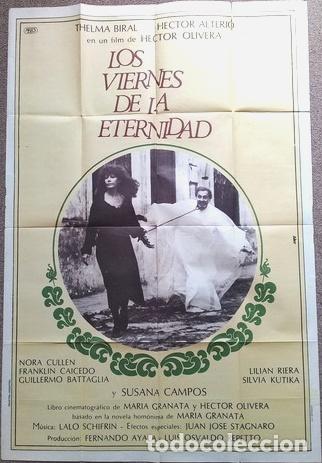 THELMA BIRAL HECTOR ALTERIO
en un film de HECTOR OLIVERA
LOS
VIERNES
DE LA
ETERNIDAD
NORA CULLEN
FRANKLIN CAICEDO
GUILLERMO BATTAGLIA
LILIAN RIERA
SILVIA KUTIKA
y SUSANA CAMPOS
Libro cinematográfico de MARIA GRANATA y HECTOR OLIVERA
basado en la novela homónima de MARIA GRANATA
Música: LALO SCHIFRIN - Efectos especiales: JUAN JOSE STAGNARO
Producción: FERNANDO AYALA - LUIS OSVALDO REPETTO
todocoleccion